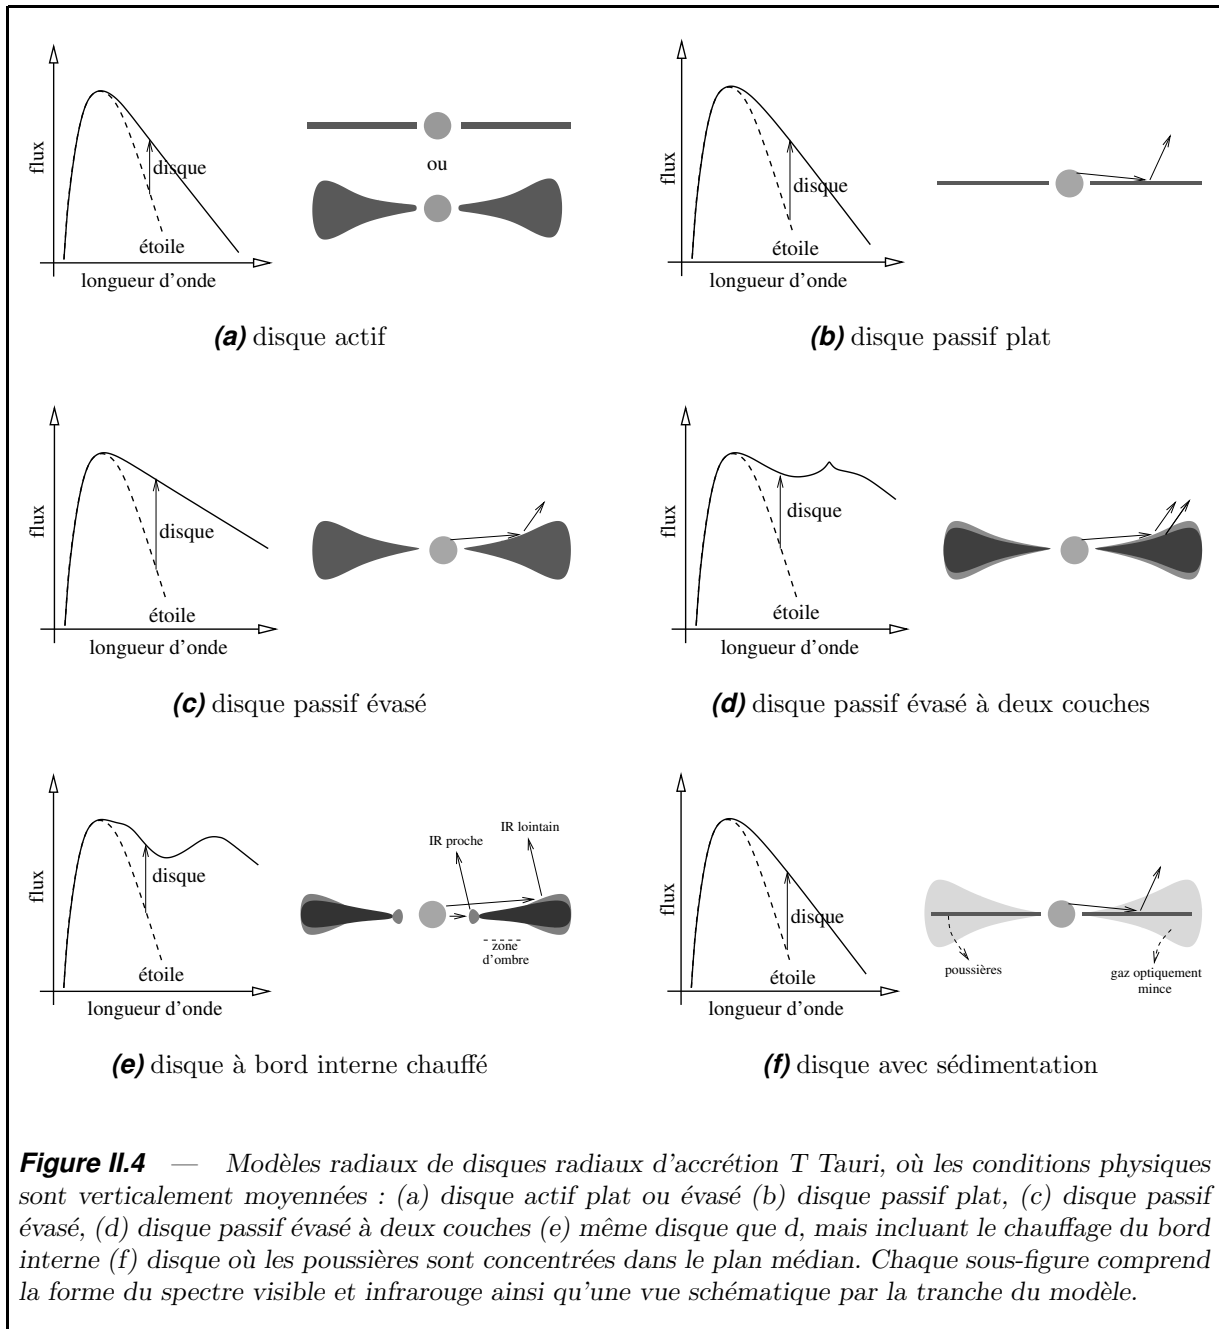 flux
disque
étoile
longueur d'onde
ou
(a) disque actif
flux
disque
étoile
longueur d'onde
(b) disque passif plat
flux
disque
étoile
longueur d'onde
(c) disque passif évasé
flux
disque
étoile
longueur d'onde
(d) disque passif évasé à deux couches
flux
disque
étoile
longueur d'onde
IR proche
IR lointain
zone
d'ombre
(e) disque à bord interne chauffé
flux
disque
étoile
longueur d'onde
poussières
gaz optiquement
mince
(f) disque avec sédimentation
Figure II.4 — Modèles radiaux de disques radiaux d'accrétion T Tauri, où les conditions physiques
sont verticalement moyennées : (a) disque actif plat ou évasé (b) disque passif plat, (c) disque passif
évasé, (d) disque passif évasé à deux couches (e) même disque que d, mais incluant le chauffage du bord
interne (f) disque où les poussières sont concentrées dans le plan médian. Chaque sous-figure comprend
la forme du spectre visible et infrarouge ainsi qu'une vue schématique par la tranche du modèle.